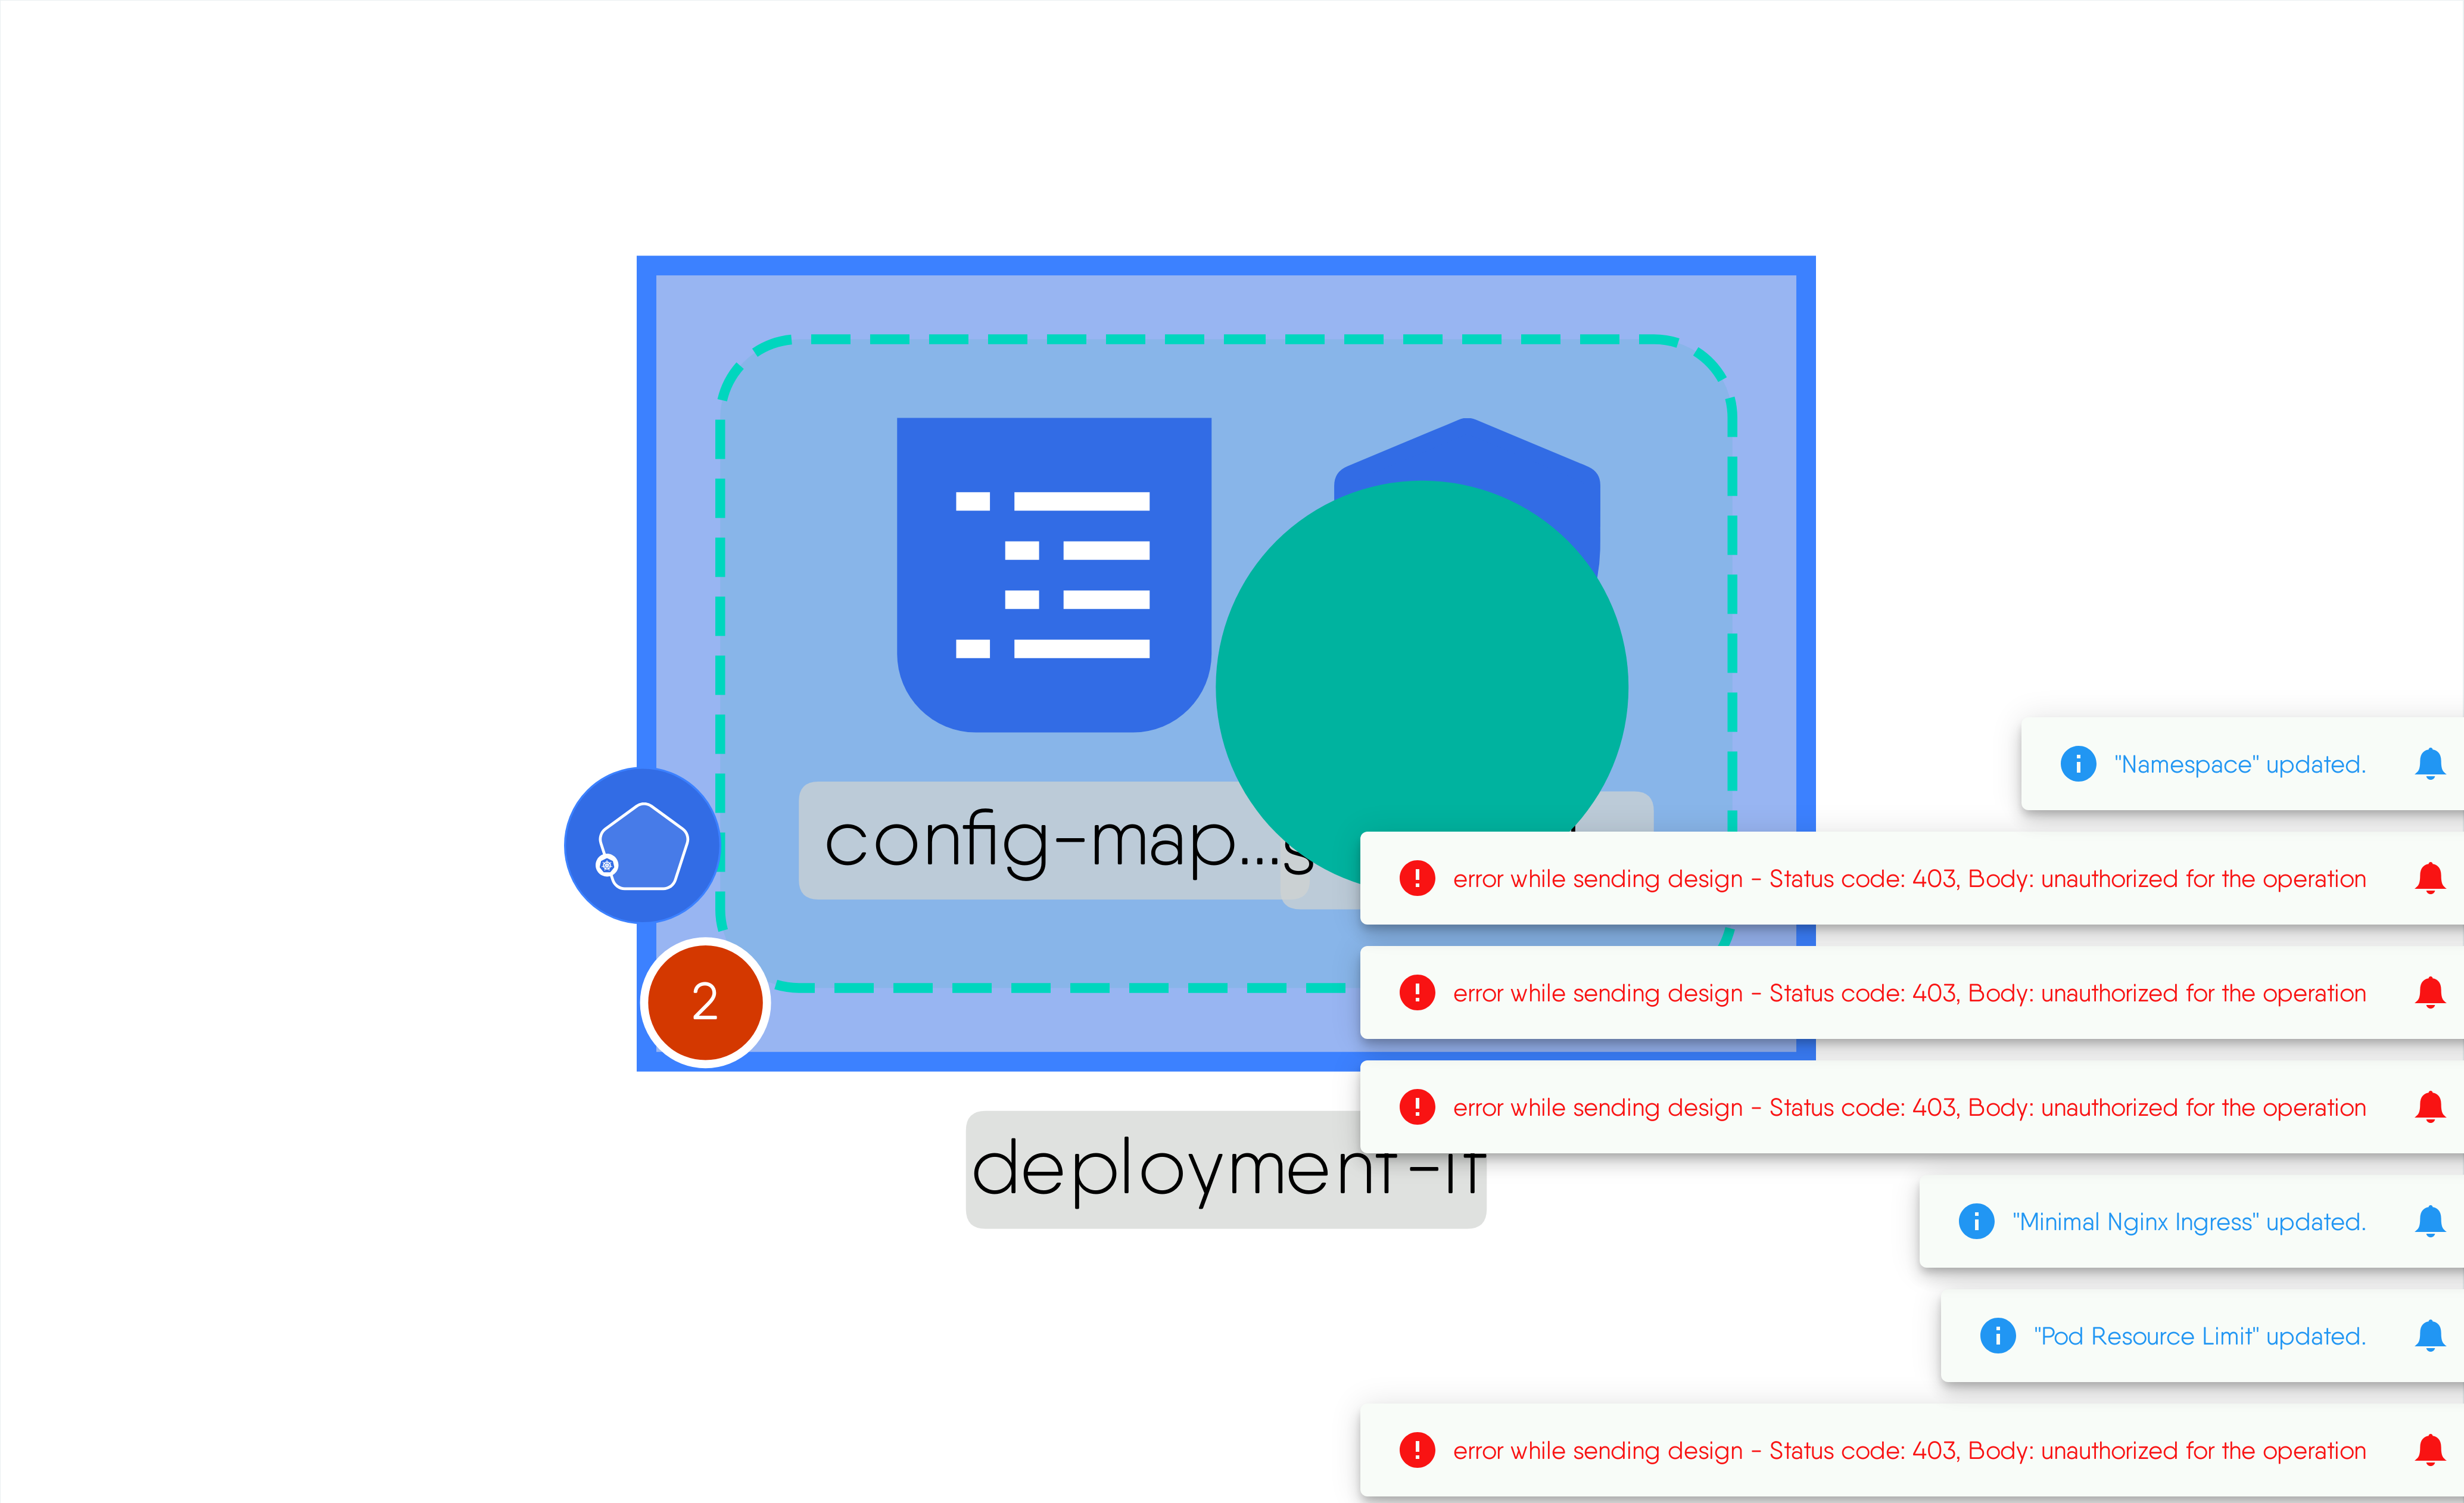 config-map...s
"Namespace" updated.
error while sending design - Status code: 403, Body: unauthorized for the operation
error while sending design - Status code: 403, Body: unauthorized for the operation
2
error while sending design - Status code: 403, Body: unauthorized for the operation
deployment-it
"Minimal Nginx Ingress" updated.
"Pod Resource Limit" updated.
error while sending design - Status code: 403, Body: unauthorized for the operation